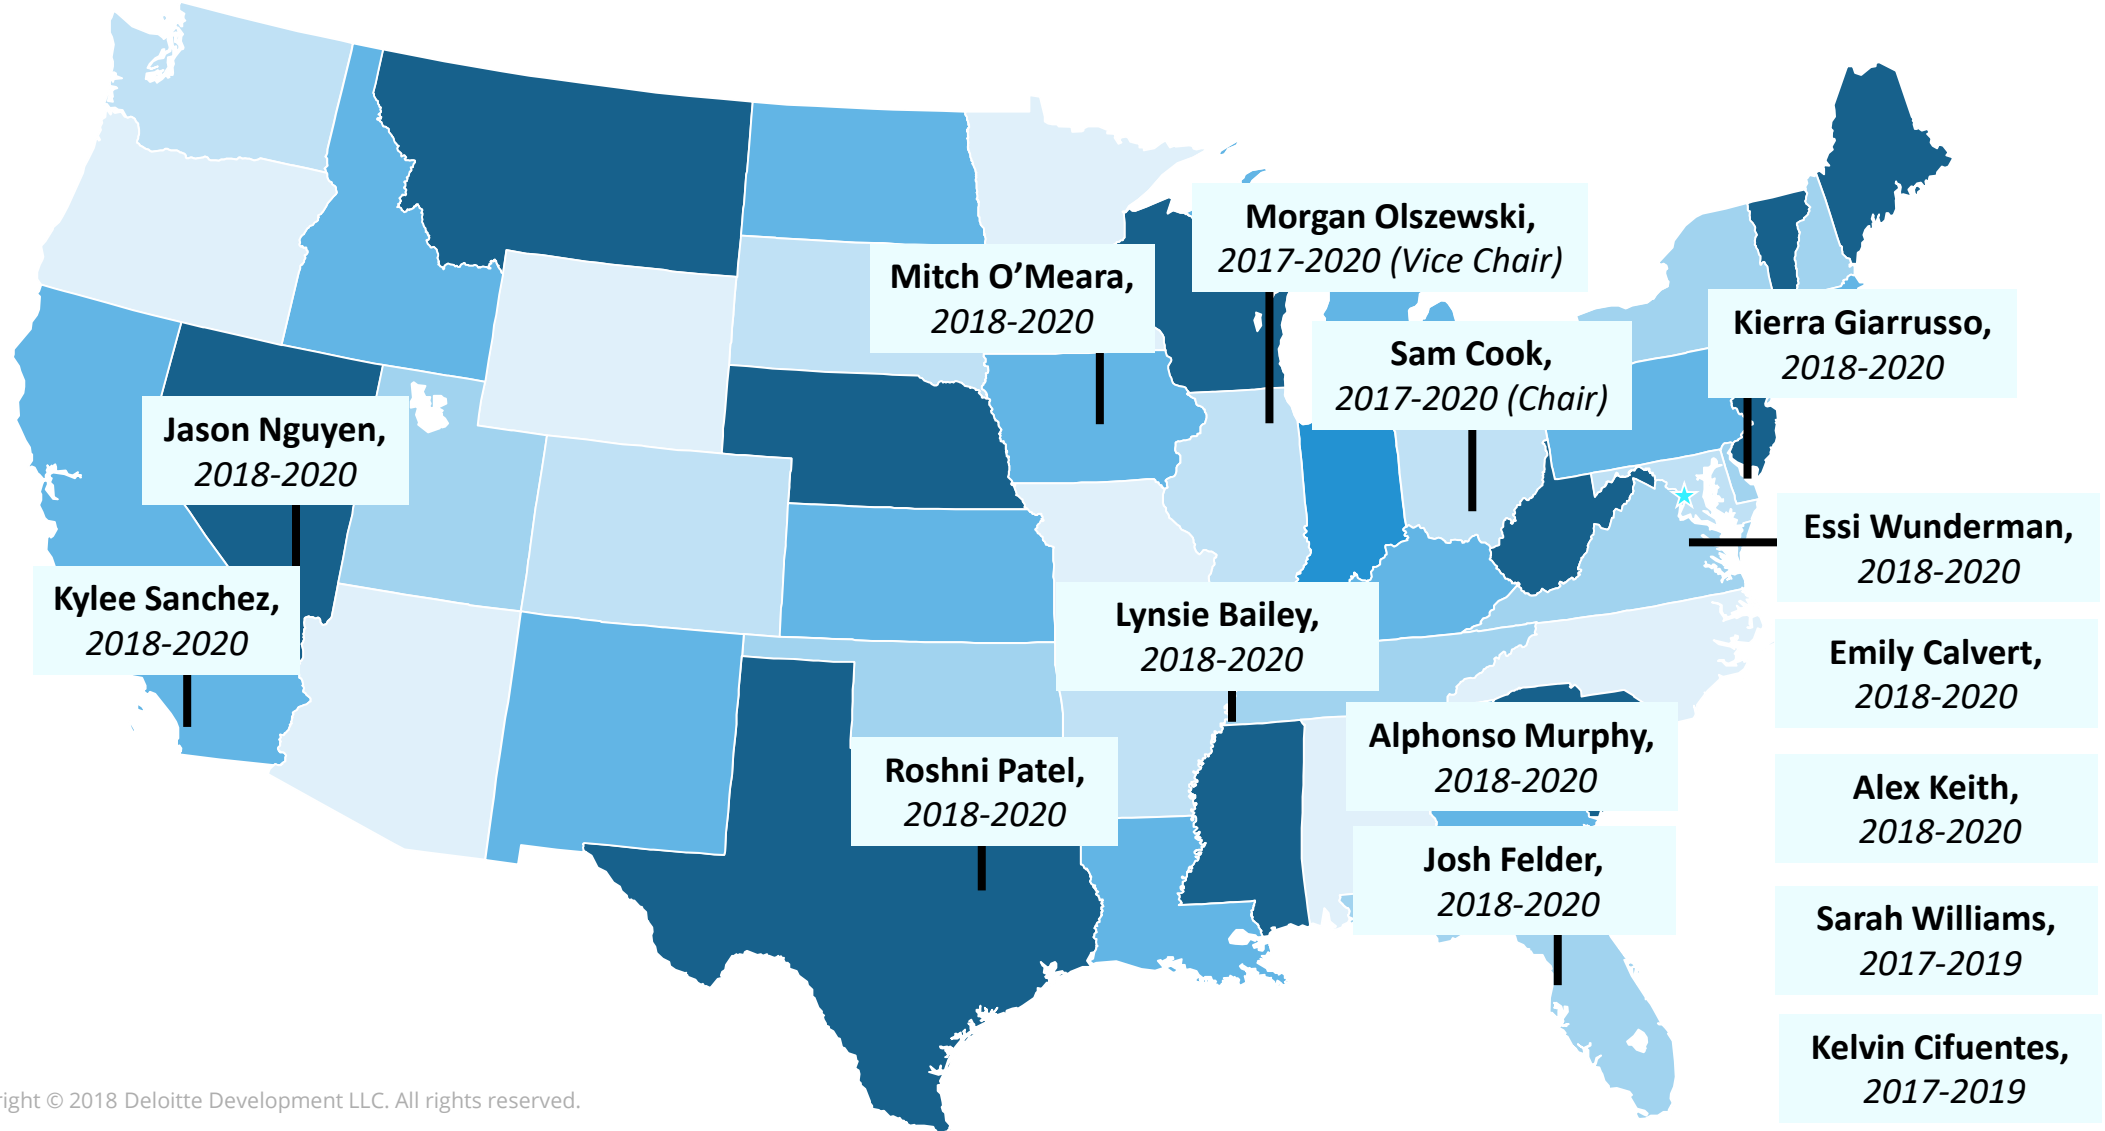 Morgan Olszewski,
2017-2020 (Vice Chair)
Mitch O’Meara,
2018-2020
Kierra Giarrusso,
2018-2020
Sam Cook,
2017-2020 (Chair)
Jason Nguyen,
2018-2020
Essi Wunderman,
2018-2020
Kylee Sanchez,
2018-2020
Lynsie Bailey,
2018-2020
Emily Calvert,
2018-2020
Alphonso Murphy,
2018-2020
Roshni Patel,
2018-2020
Alex Keith,
2018-2020
Josh Felder,
2018-2020
Sarah Williams,
2017-2019
Kelvin Cifuentes,
2017-2019
right © 2018 Deloitte Development LLC. All rights reserved.